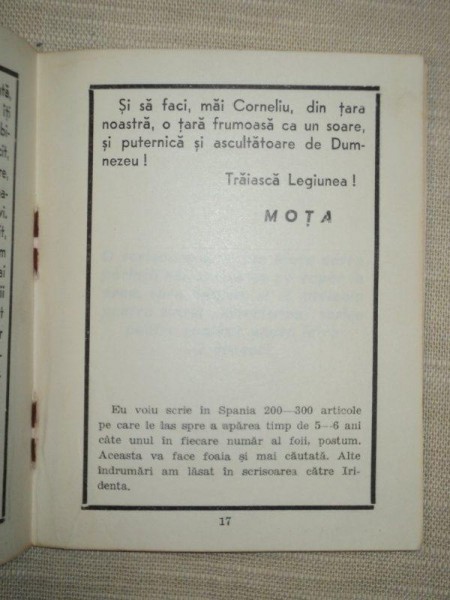 Și să faci, măi Corneliu, din țara
noastră, o țară frumoasă ca un soare,
și puternică și ascultătoare de Dum-
nezeu !
Trăiască Legiunea !
MOȚA
Eu voiu scrie în Spania 200—300 articole
pe care le las spre a apărea timp de 5—6 ani
câte unul în fiecare număr al foii, postum.
Aceasta va face foaia și mai căutată. Alte
îndrumări am lăsat în scrisoarea către Iri-
denta.
17